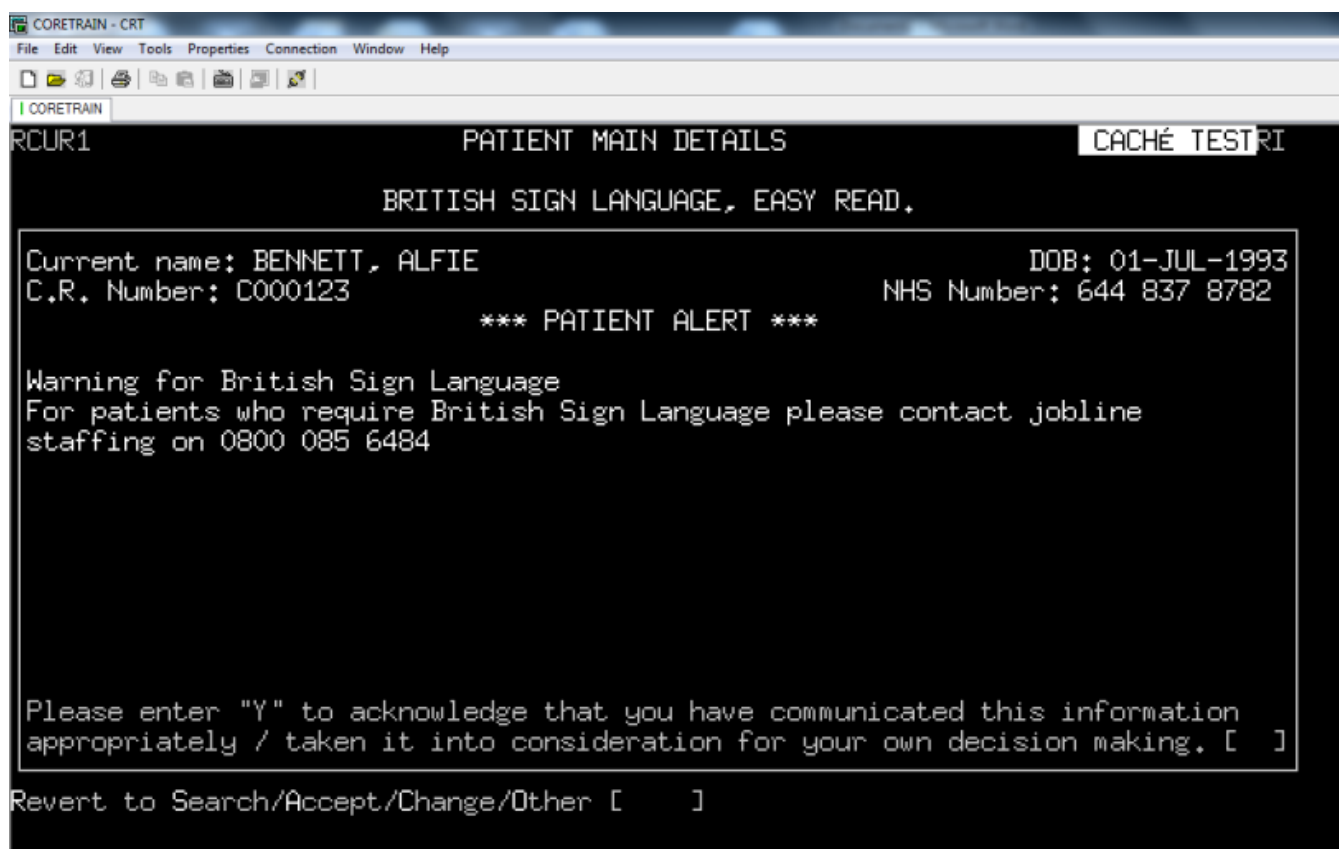 CORETRAIN - CRT
File Edit View Tools Properties Connection Window Help
CORETRAIN
RCUR1 PATIENT MAIN DETAILS CACHÉ TESTRI
BRITISH SIGN LANGUAGE, EASY READ.
Current name: BENNETT, ALFIE DOB: 01-JUL-1993
C.R. Number: C000123 NHS Number: 644 837 8782
*** PATIENT ALERT ***
Warning for British Sign Language
For patients who require British Sign Language please contact jobline
staffing on 0800 085 6484
Please enter "Y" to acknowledge that you have communicated this information
appropriately / taken it into consideration for your own decision making. [ ]
Revert to Search/Accept/Change/Other [ ]